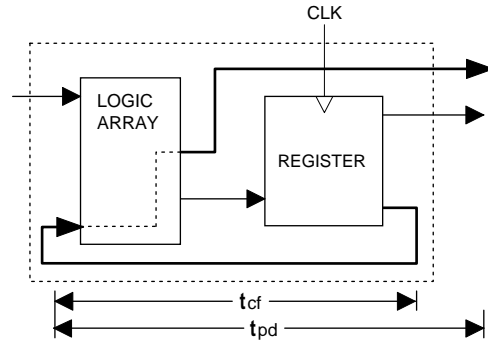 CLK
LOGIC
ARRAY
REGISTER
tcf
tpd